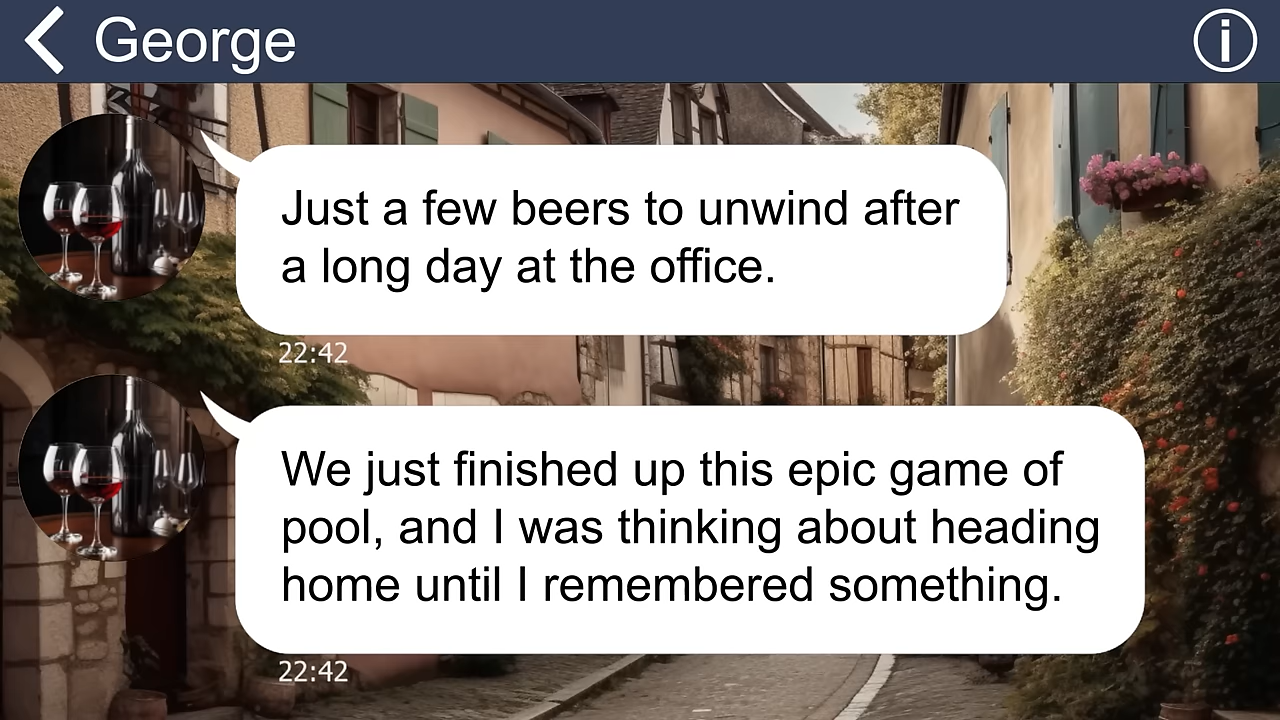 George
Just a few beers to unwind after
a long day at the office.
22:42
We just finished up this epic game of
pool, and I was thinking about heading
home until I remembered something.
22:42